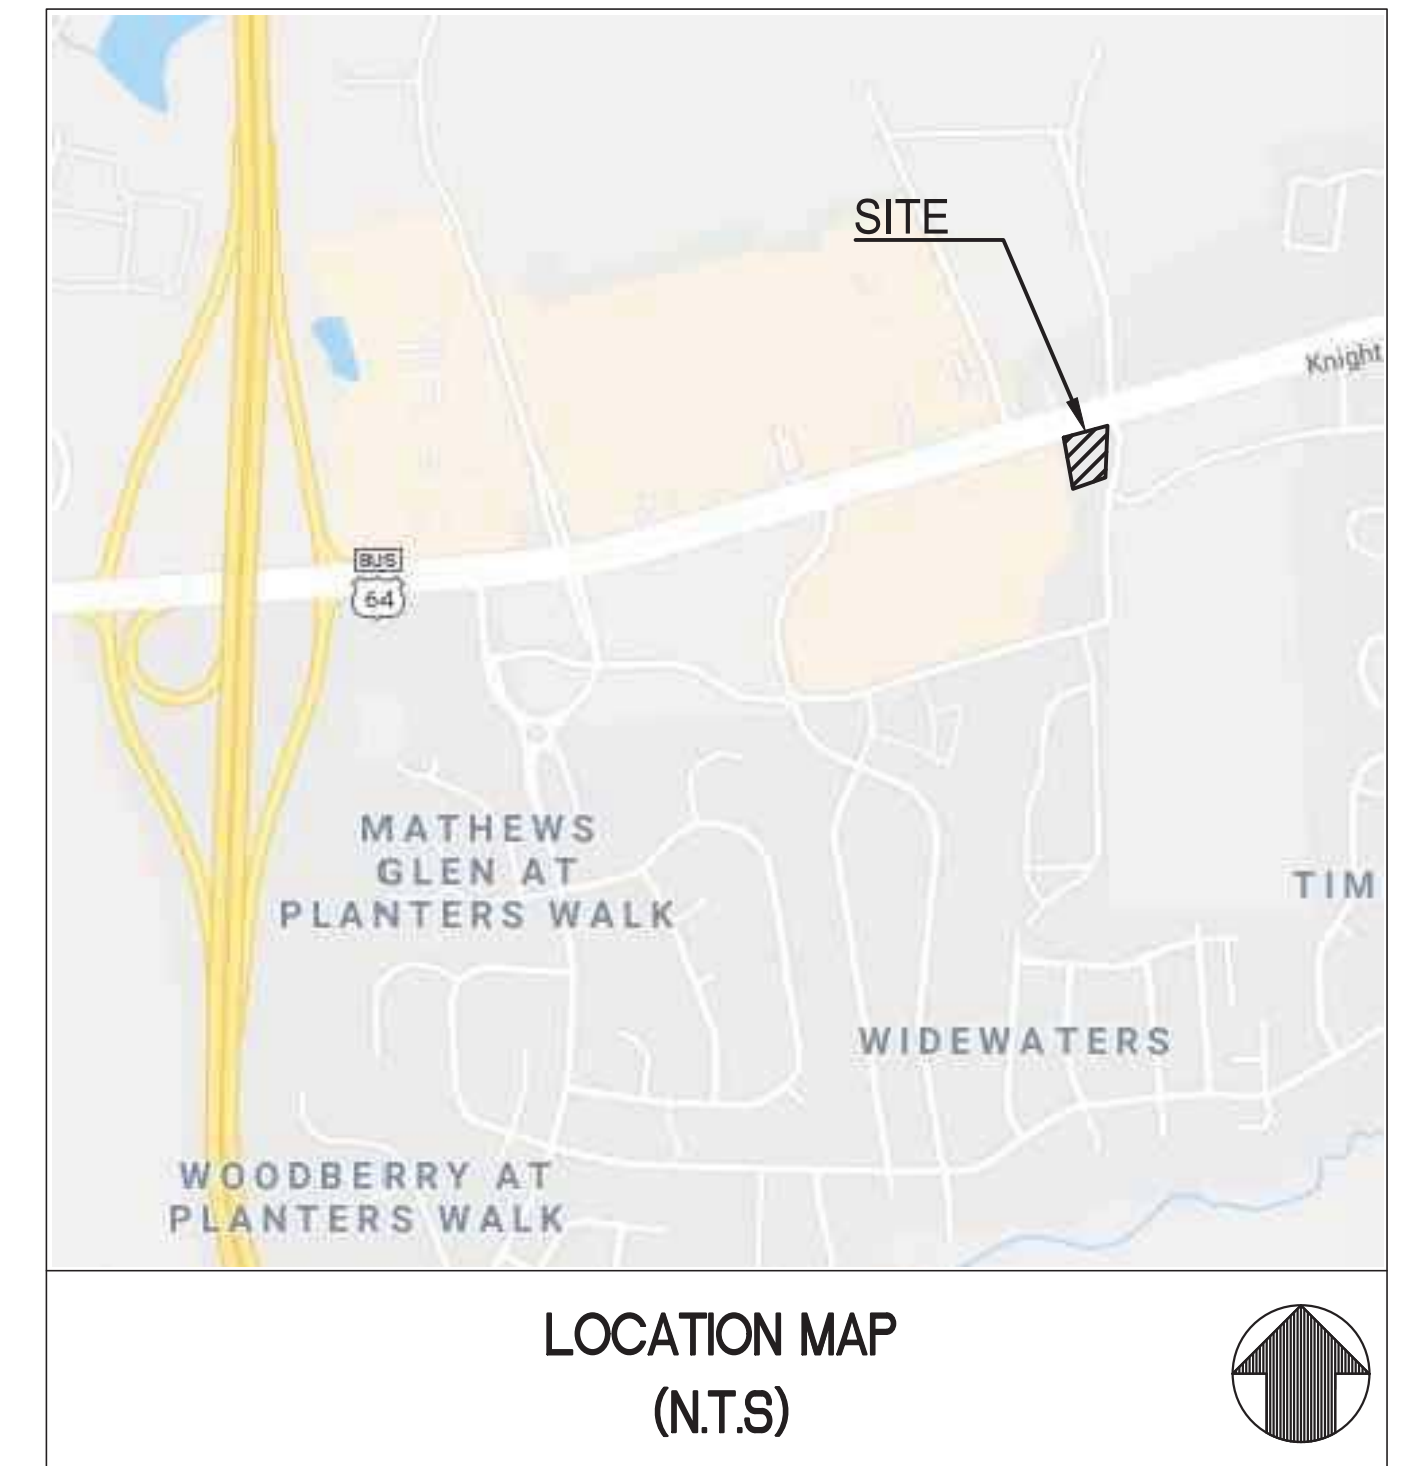 SITE
Knight
BUS
64
MATHEWS
GLEN AT
PLANTERS WALK
TIM
WIDEWATERS
WOODBERRY AT
PLANTERS WALK
LOCATION MAP
(N.T.S)